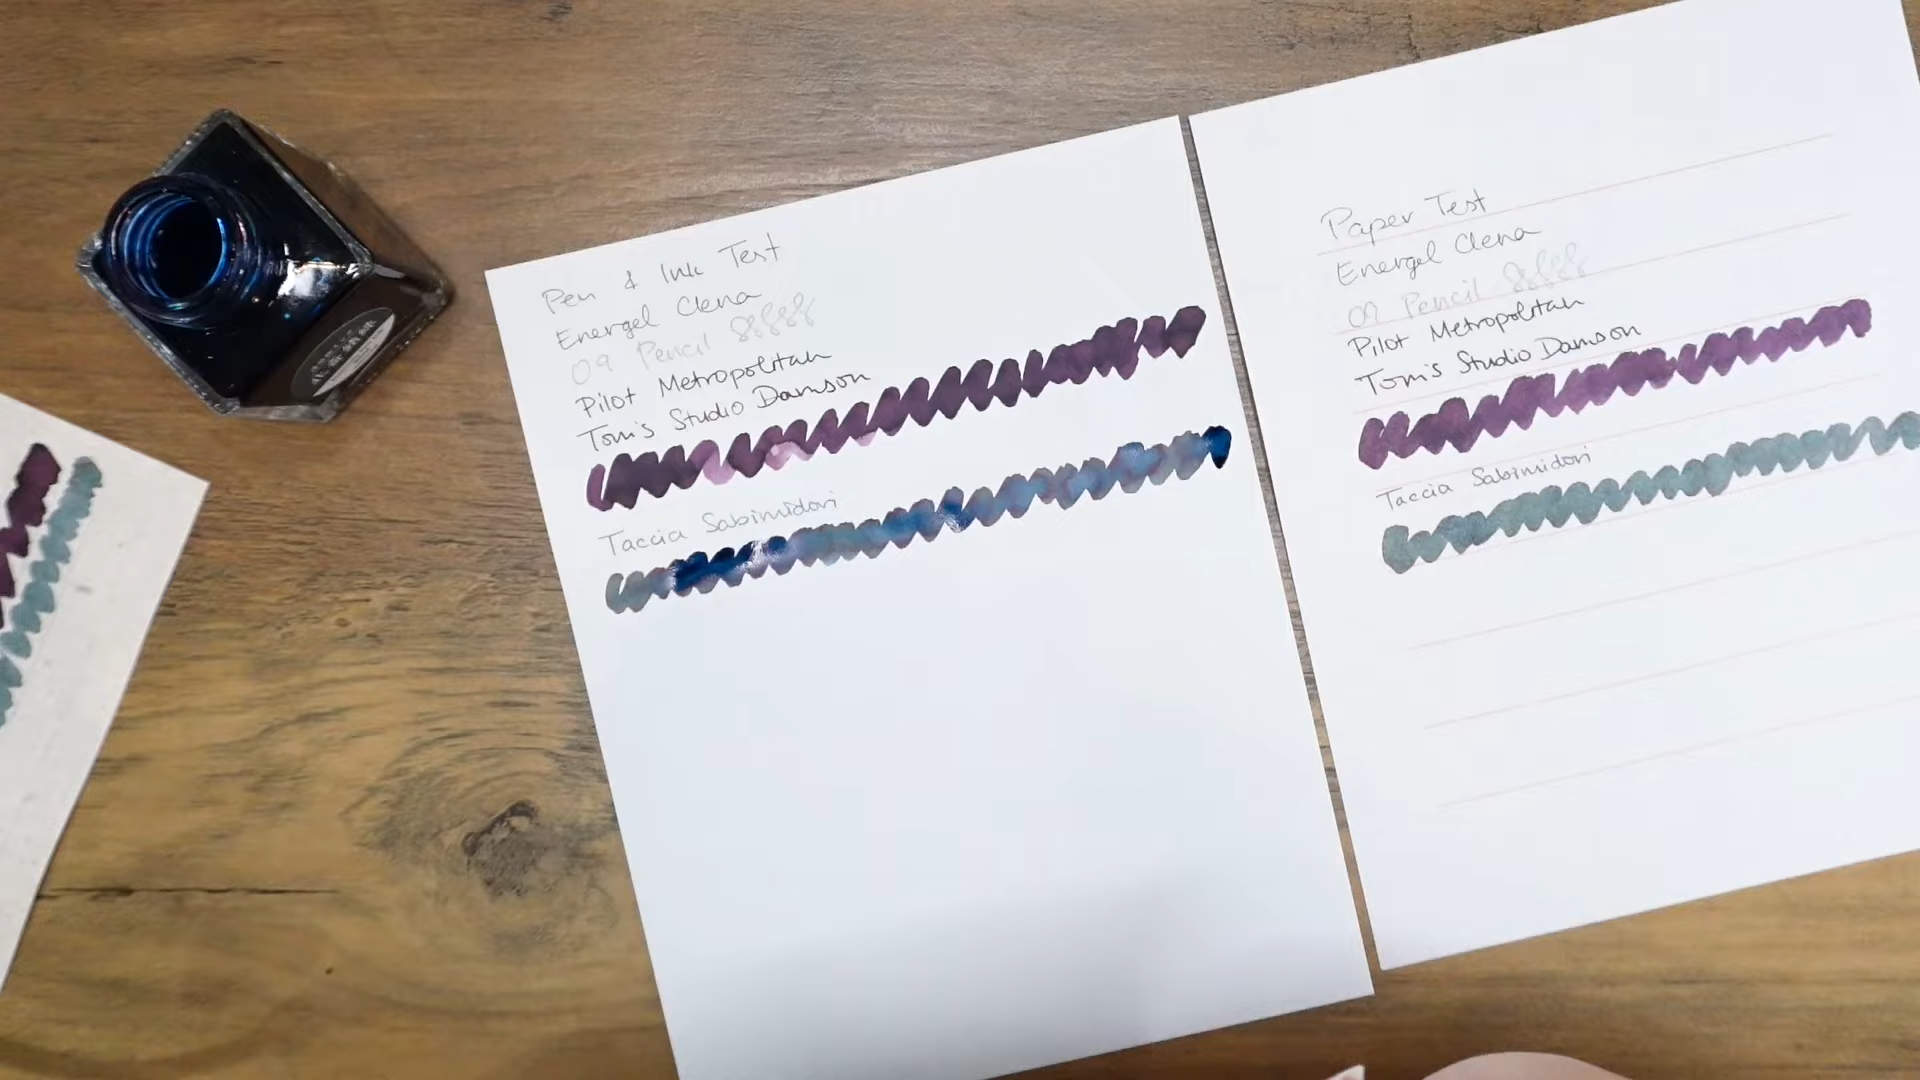 Pen & Ink Test
Energel Clena
09 Pencil 88888
Pilot Metropolitan
Tom's Studio Damson
Taccia Sabimidori
Paper Test
Energel Clena
09 Pencil 88888
Pilot Metropolitan
Tom's Studio Damson
Taccia Sabimidori